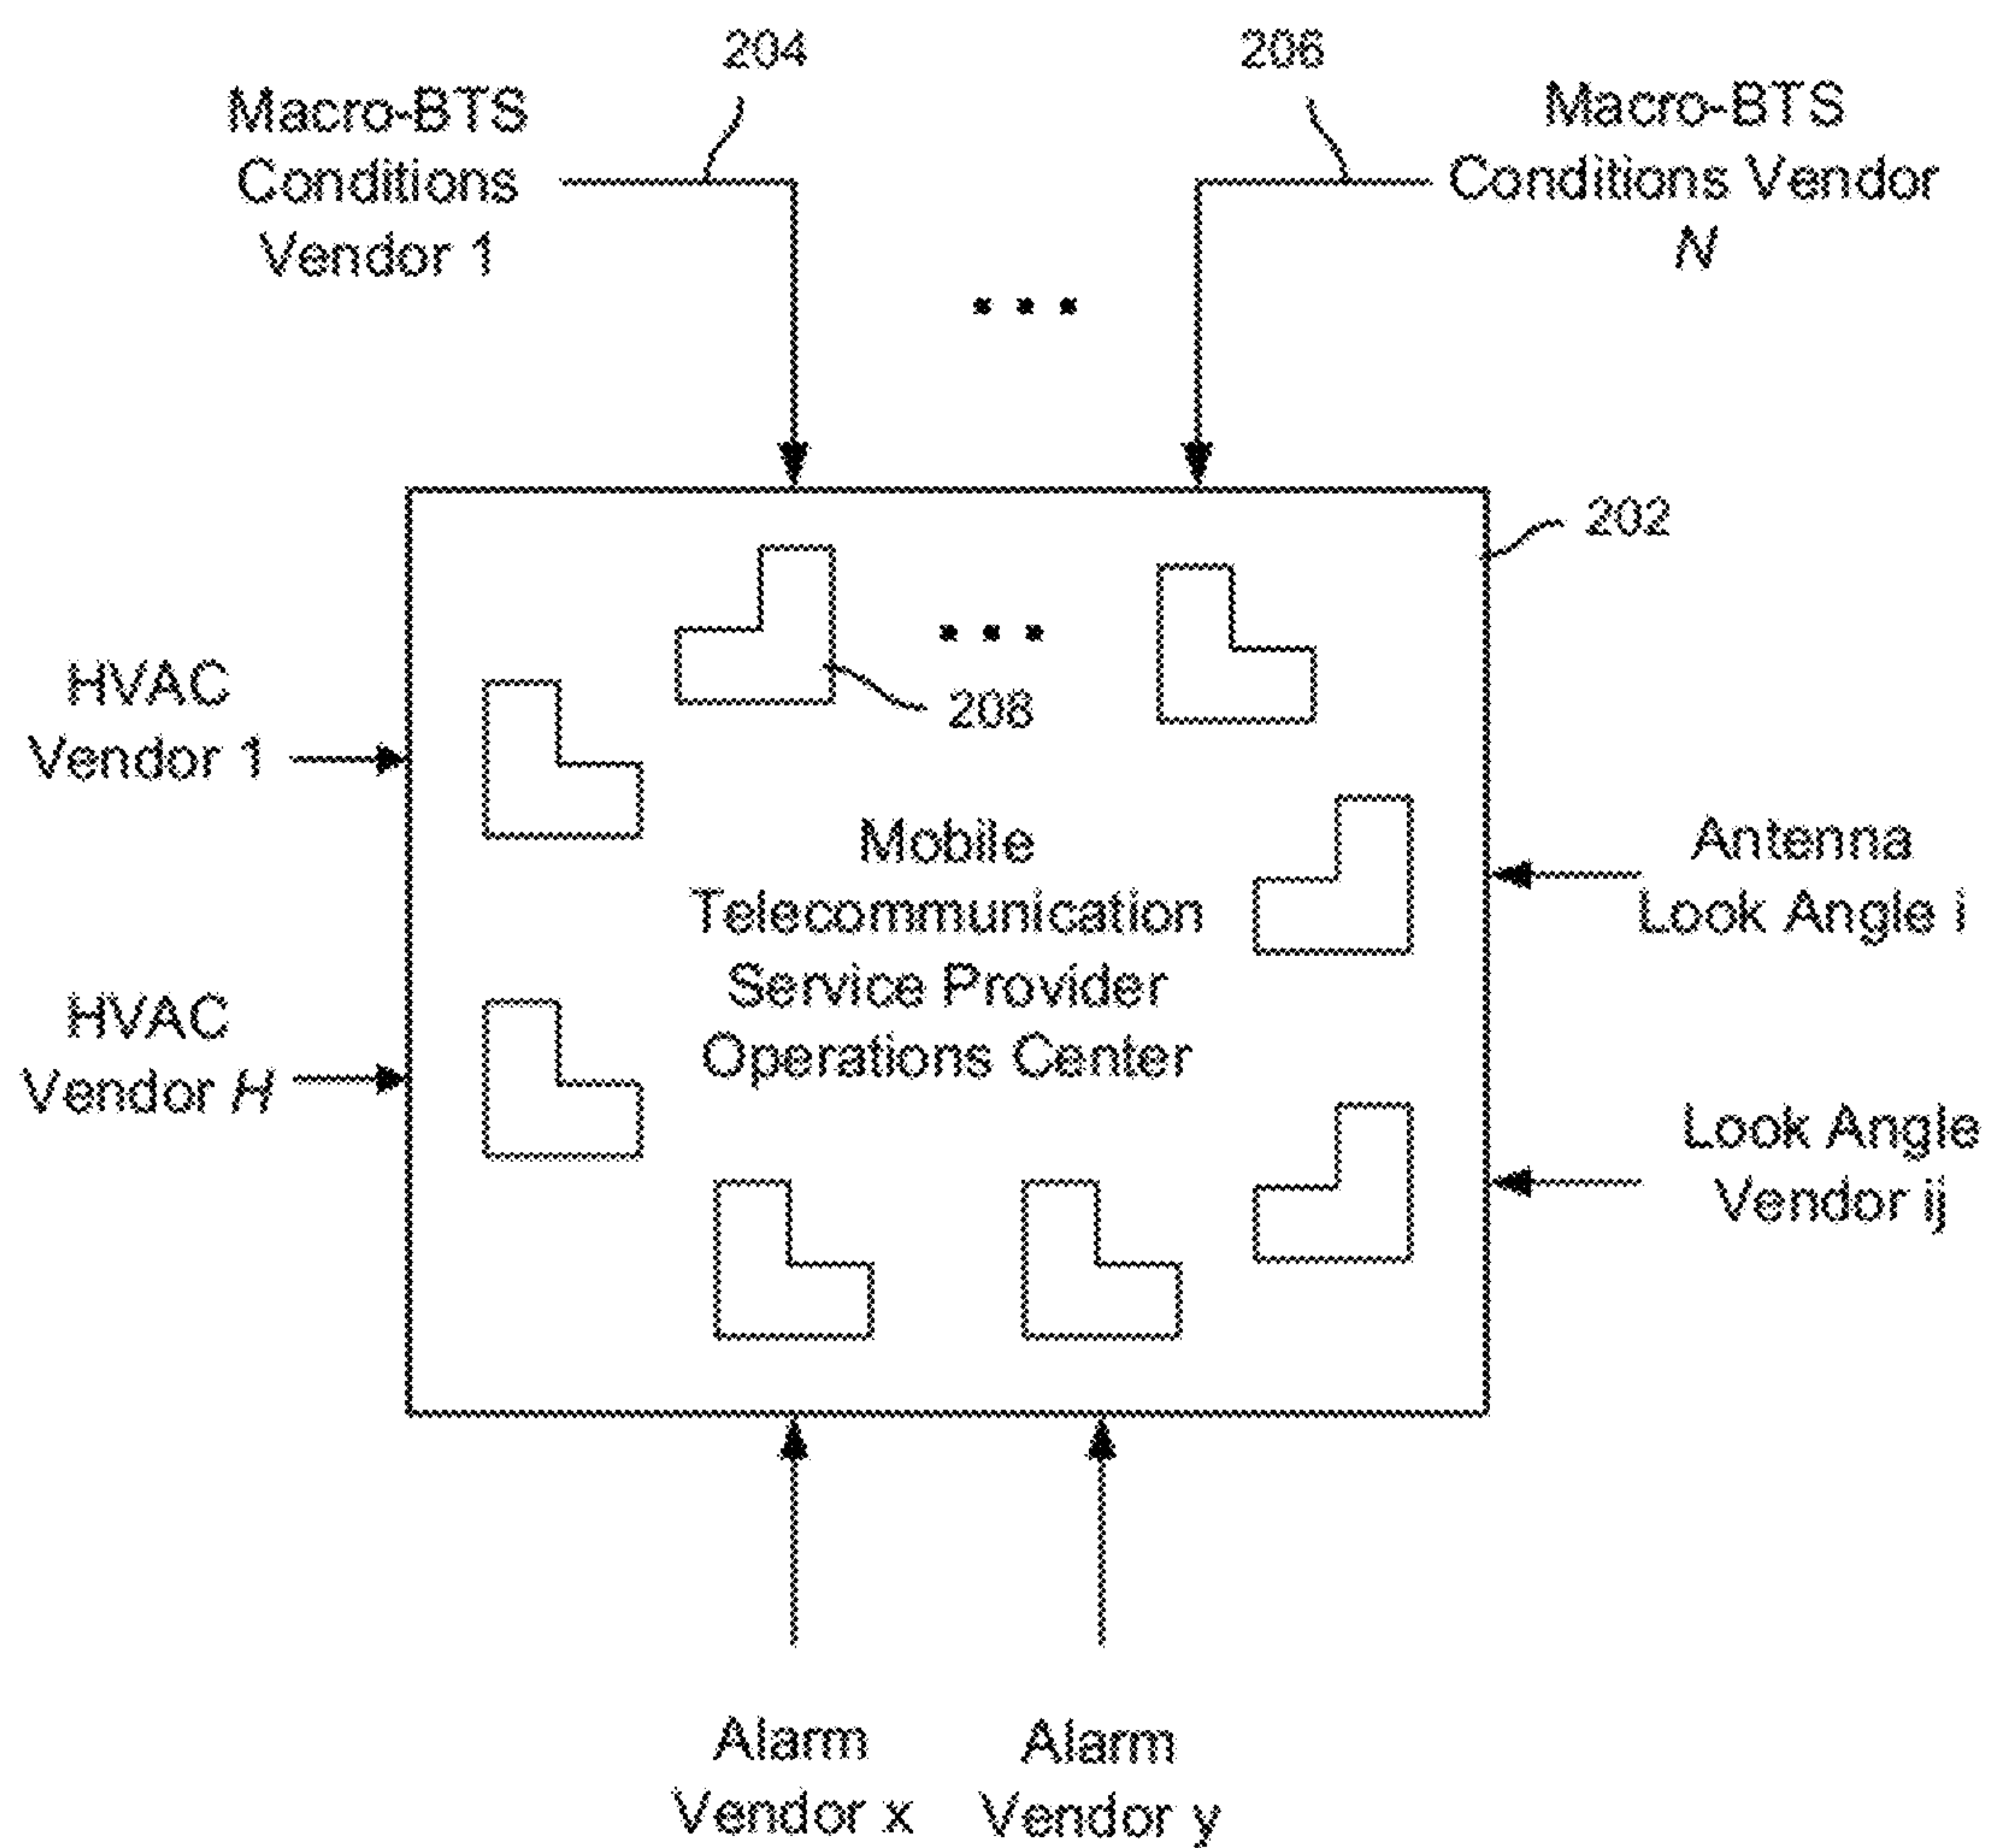 204
206
Macro-BTS
Conditions
Vendor 1
Macro-BTS
Conditions Vendor
N
202
208
HVAC
Vendor 1
Mobile
Telecommunication
Service Provider
Operations Center
Antenna
Look Angle i
HVAC
Vendor H
Look Angle
Vendor ij
Alarm
Vendor x
Alarm
Vendor y